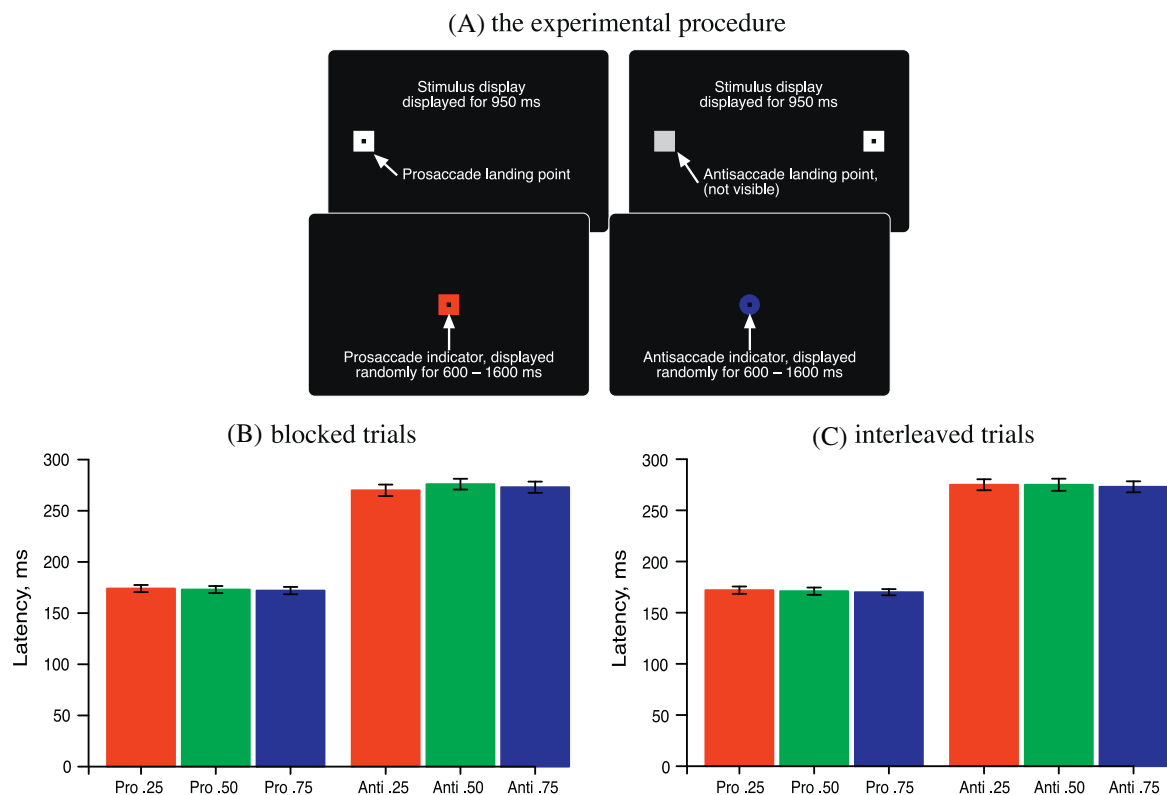 (A) the experimental procedure
Stimulus display
displayed for 950 ms
Prosaccade landing point
Stimulus display
displayed for 950 ms
Antisaccade landing point,
(not visible)
Prosaccade indicator, displayed
randomly for 600 – 1600 ms
Antisaccade indicator, displayed
randomly for 600 – 1600 ms
(B) blocked trials
Latency, ms
300
250
200
150
100
50
0
Pro .25 Pro .50 Pro .75 Anti .25 Anti .50 Anti .75
(C) interleaved trials
Latency, ms
300
250
200
150
100
50
0
Pro .25 Pro .50 Pro .75 Anti .25 Anti .50 Anti .75